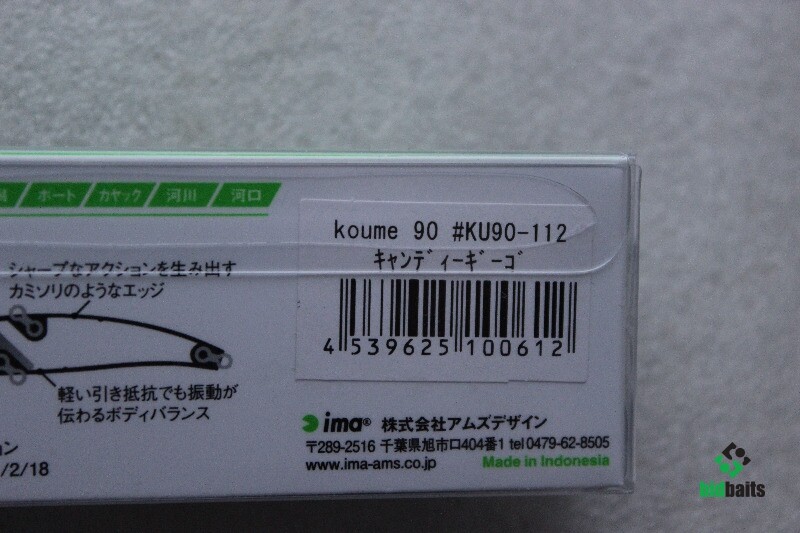 ボート カヤック 河川 河口
koume 90 #KU90-112
ｷｬﾝﾃﾞｨｰｷﾞｰｺﾞ
4 539625 100612
シャープなアクションを生み出す
カミソリのようなエッジ
軽い引き抵抗でも振動が
伝わるボディバランス
ョン
/2/18
ima® 株式会社アムズデザイン
〒289-2516 千葉県旭市ロ404番1 tel 0479-62-8505
www.ima-ams.co.jp
Made in Indonesia
bidbaits